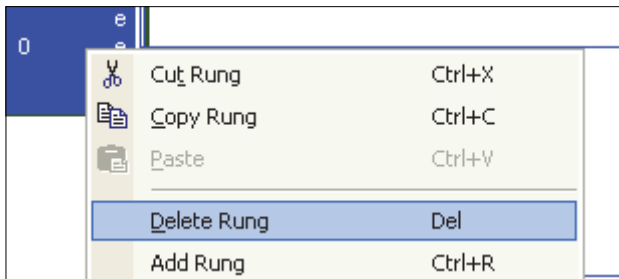 e
0 e
Cut Rung Ctrl+X
Copy Rung Ctrl+C
Paste Ctrl+V
Delete Rung Del
Add Rung Ctrl+R